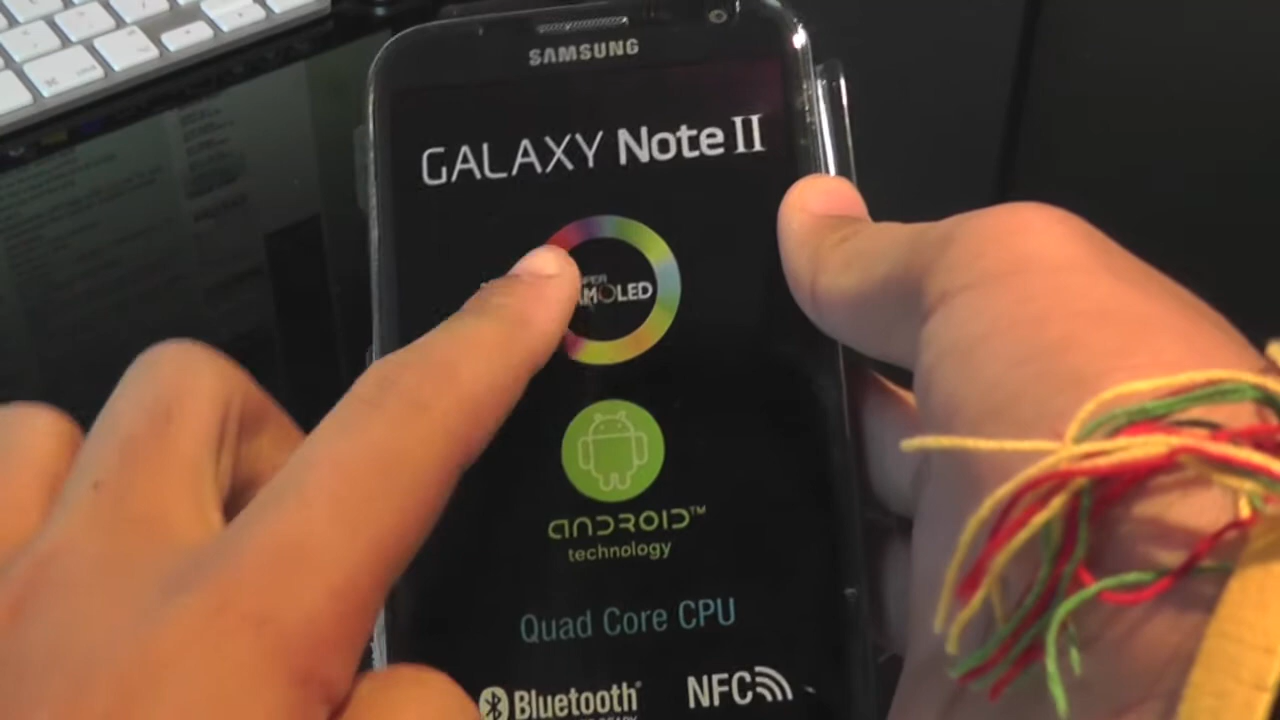 SAMSUNG
GALAXY Note II
AMOLED
ANDROID™
technology
Quad Core CPU
Bluetooth®
NFC